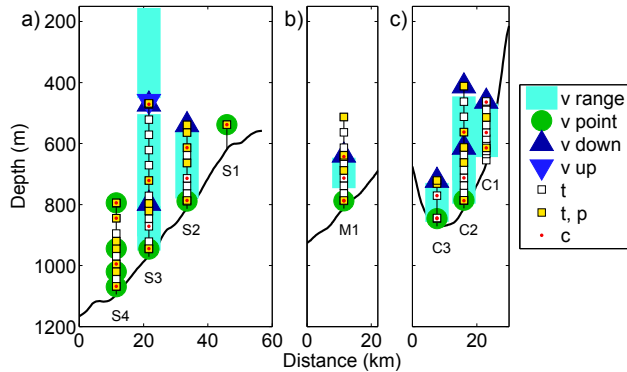 a)
b)
c)
200
400
600
800
1000
1200
Depth (m)
S1
S2
S3
S4
M1
C1
C2
C3
0 20 40 60
0 20
0 20
Distance (km)
v range
v point
v down
v up
t
t, p
c